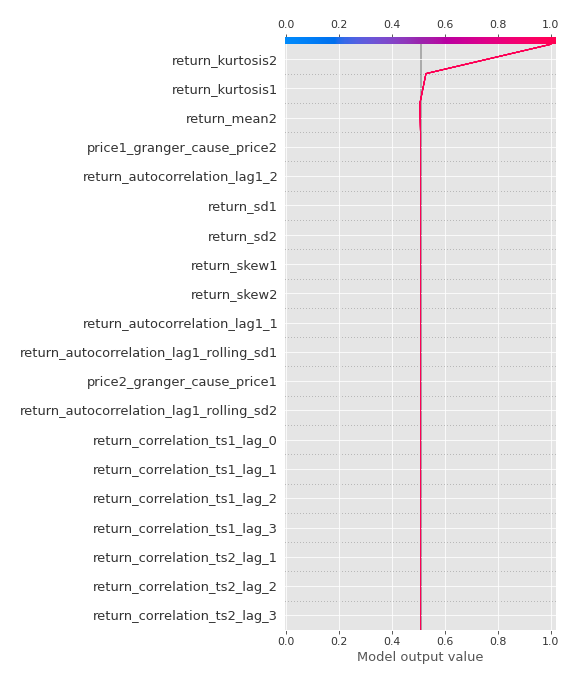 0.0 0.2 0.4 0.6 0.8 1.0
return_kurtosis2
return_kurtosis1
return_mean2
price1_granger_cause_price2
return_autocorrelation_lag1_2
return_sd1
return_sd2
return_skew1
return_skew2
return_autocorrelation_lag1_1
return_autocorrelation_lag1_rolling_sd1
price2_granger_cause_price1
return_autocorrelation_lag1_rolling_sd2
return_correlation_ts1_lag_0
return_correlation_ts1_lag_1
return_correlation_ts1_lag_2
return_correlation_ts1_lag_3
return_correlation_ts2_lag_1
return_correlation_ts2_lag_2
return_correlation_ts2_lag_3
0.0 0.2 0.4 0.6 0.8 1.0
Model output value